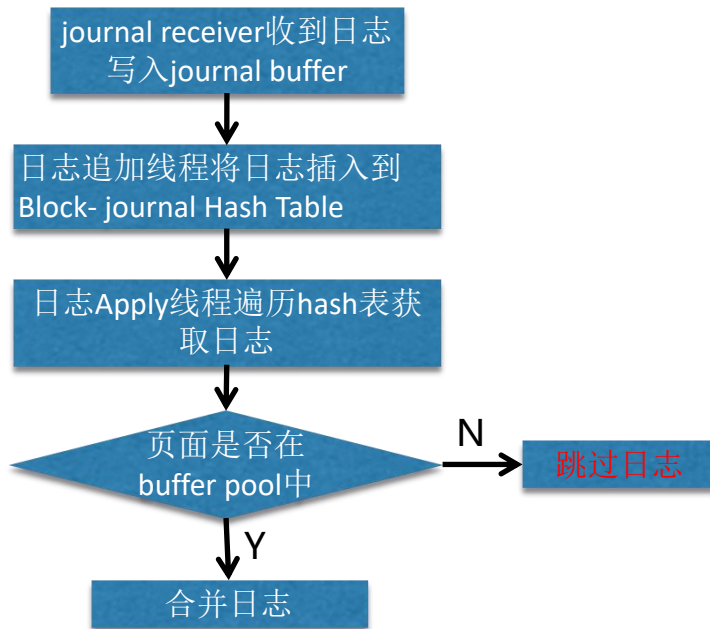 journal receiver收到日志
写入journal buffer
日志追加线程将日志插入到
Block- journal Hash Table
日志Apply线程遍历hash表获
取日志
页面是否在
buffer pool中
N
跳过日志
Y
合并日志